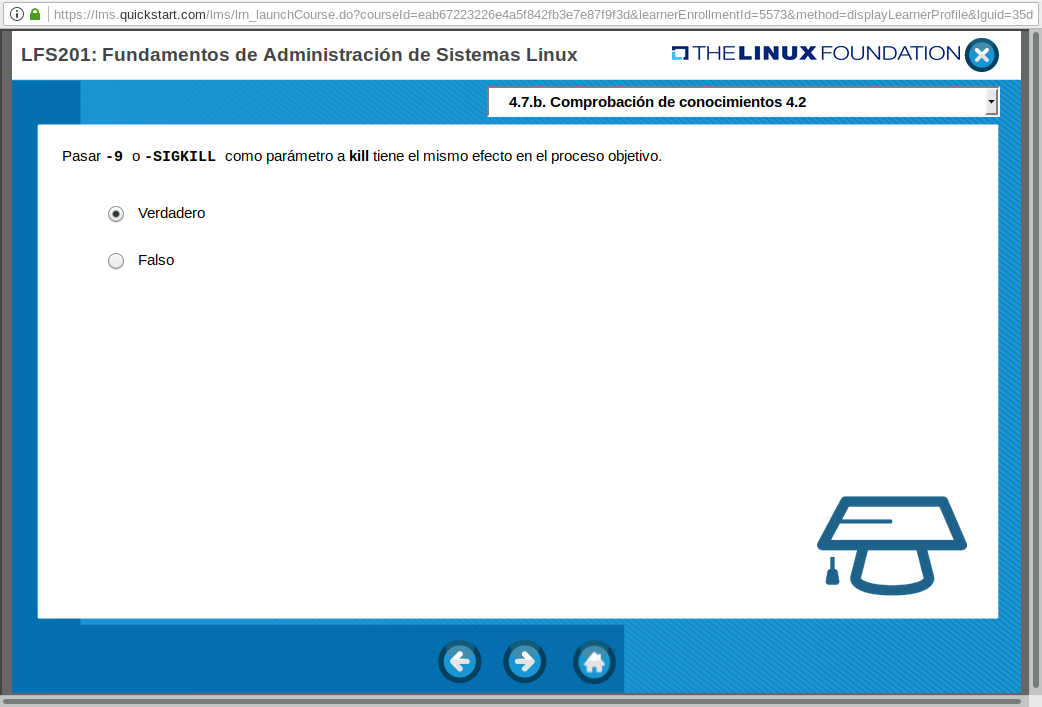 https://lms.quickstart.com/lms/lrn_launchCourse.do?courseId=eab67223226e4a5f842fb3e7e87f9f3d&learnerEnrollmentId=5573&method=displayLearnerProfile&lguid=35d
LFS201: Fundamentos de Administración de Sistemas Linux
THE LINUX FOUNDATION
4.7.b. Comprobación de conocimientos 4.2
Pasar -9 o -SIGKILL como parámetro a kill tiene el mismo efecto en el proceso objetivo.
Verdadero
Falso